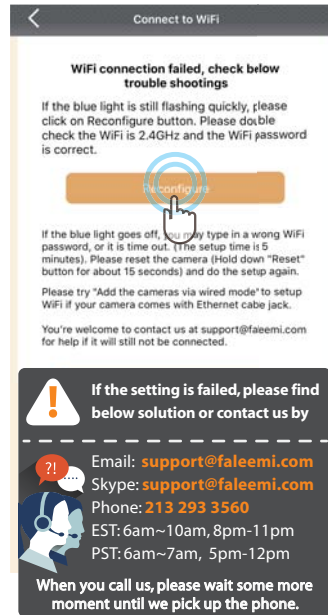 Connect to WiFi
WiFi connection failed, check below
trouble shootings
If the blue light is still flashing quickly, please
click on Reconfigure button. Please double
check the WiFi is 2.4GHz and the WiFi password
is correct.
Reconfigure
If the blue light goes off, you may type in a wong WiFi
password, or it is time out. (The setup time is 5
minutes). Please reset the camera (Hold down "Reset"
button for about 15 seconds) and do the setup again.
Please try "Add the cameras via wired mode" to setup
WiFi if your camera comes with Ethernet cabe jack.
You're welcome to contact us at support@faleemi.com
for help if it will still not be connected.
!
If the setting is failed, please find
below solution or contact us by
?!
....
Email: support@faleemi.com
Skype: support@faleemi.com
Phone: 213 293 3560
EST: 6am~10am, 8pm-11pm
PST: 6am~7am, 5pm-12pm
When you call us, please wait some more
moment until we pick up the phone.